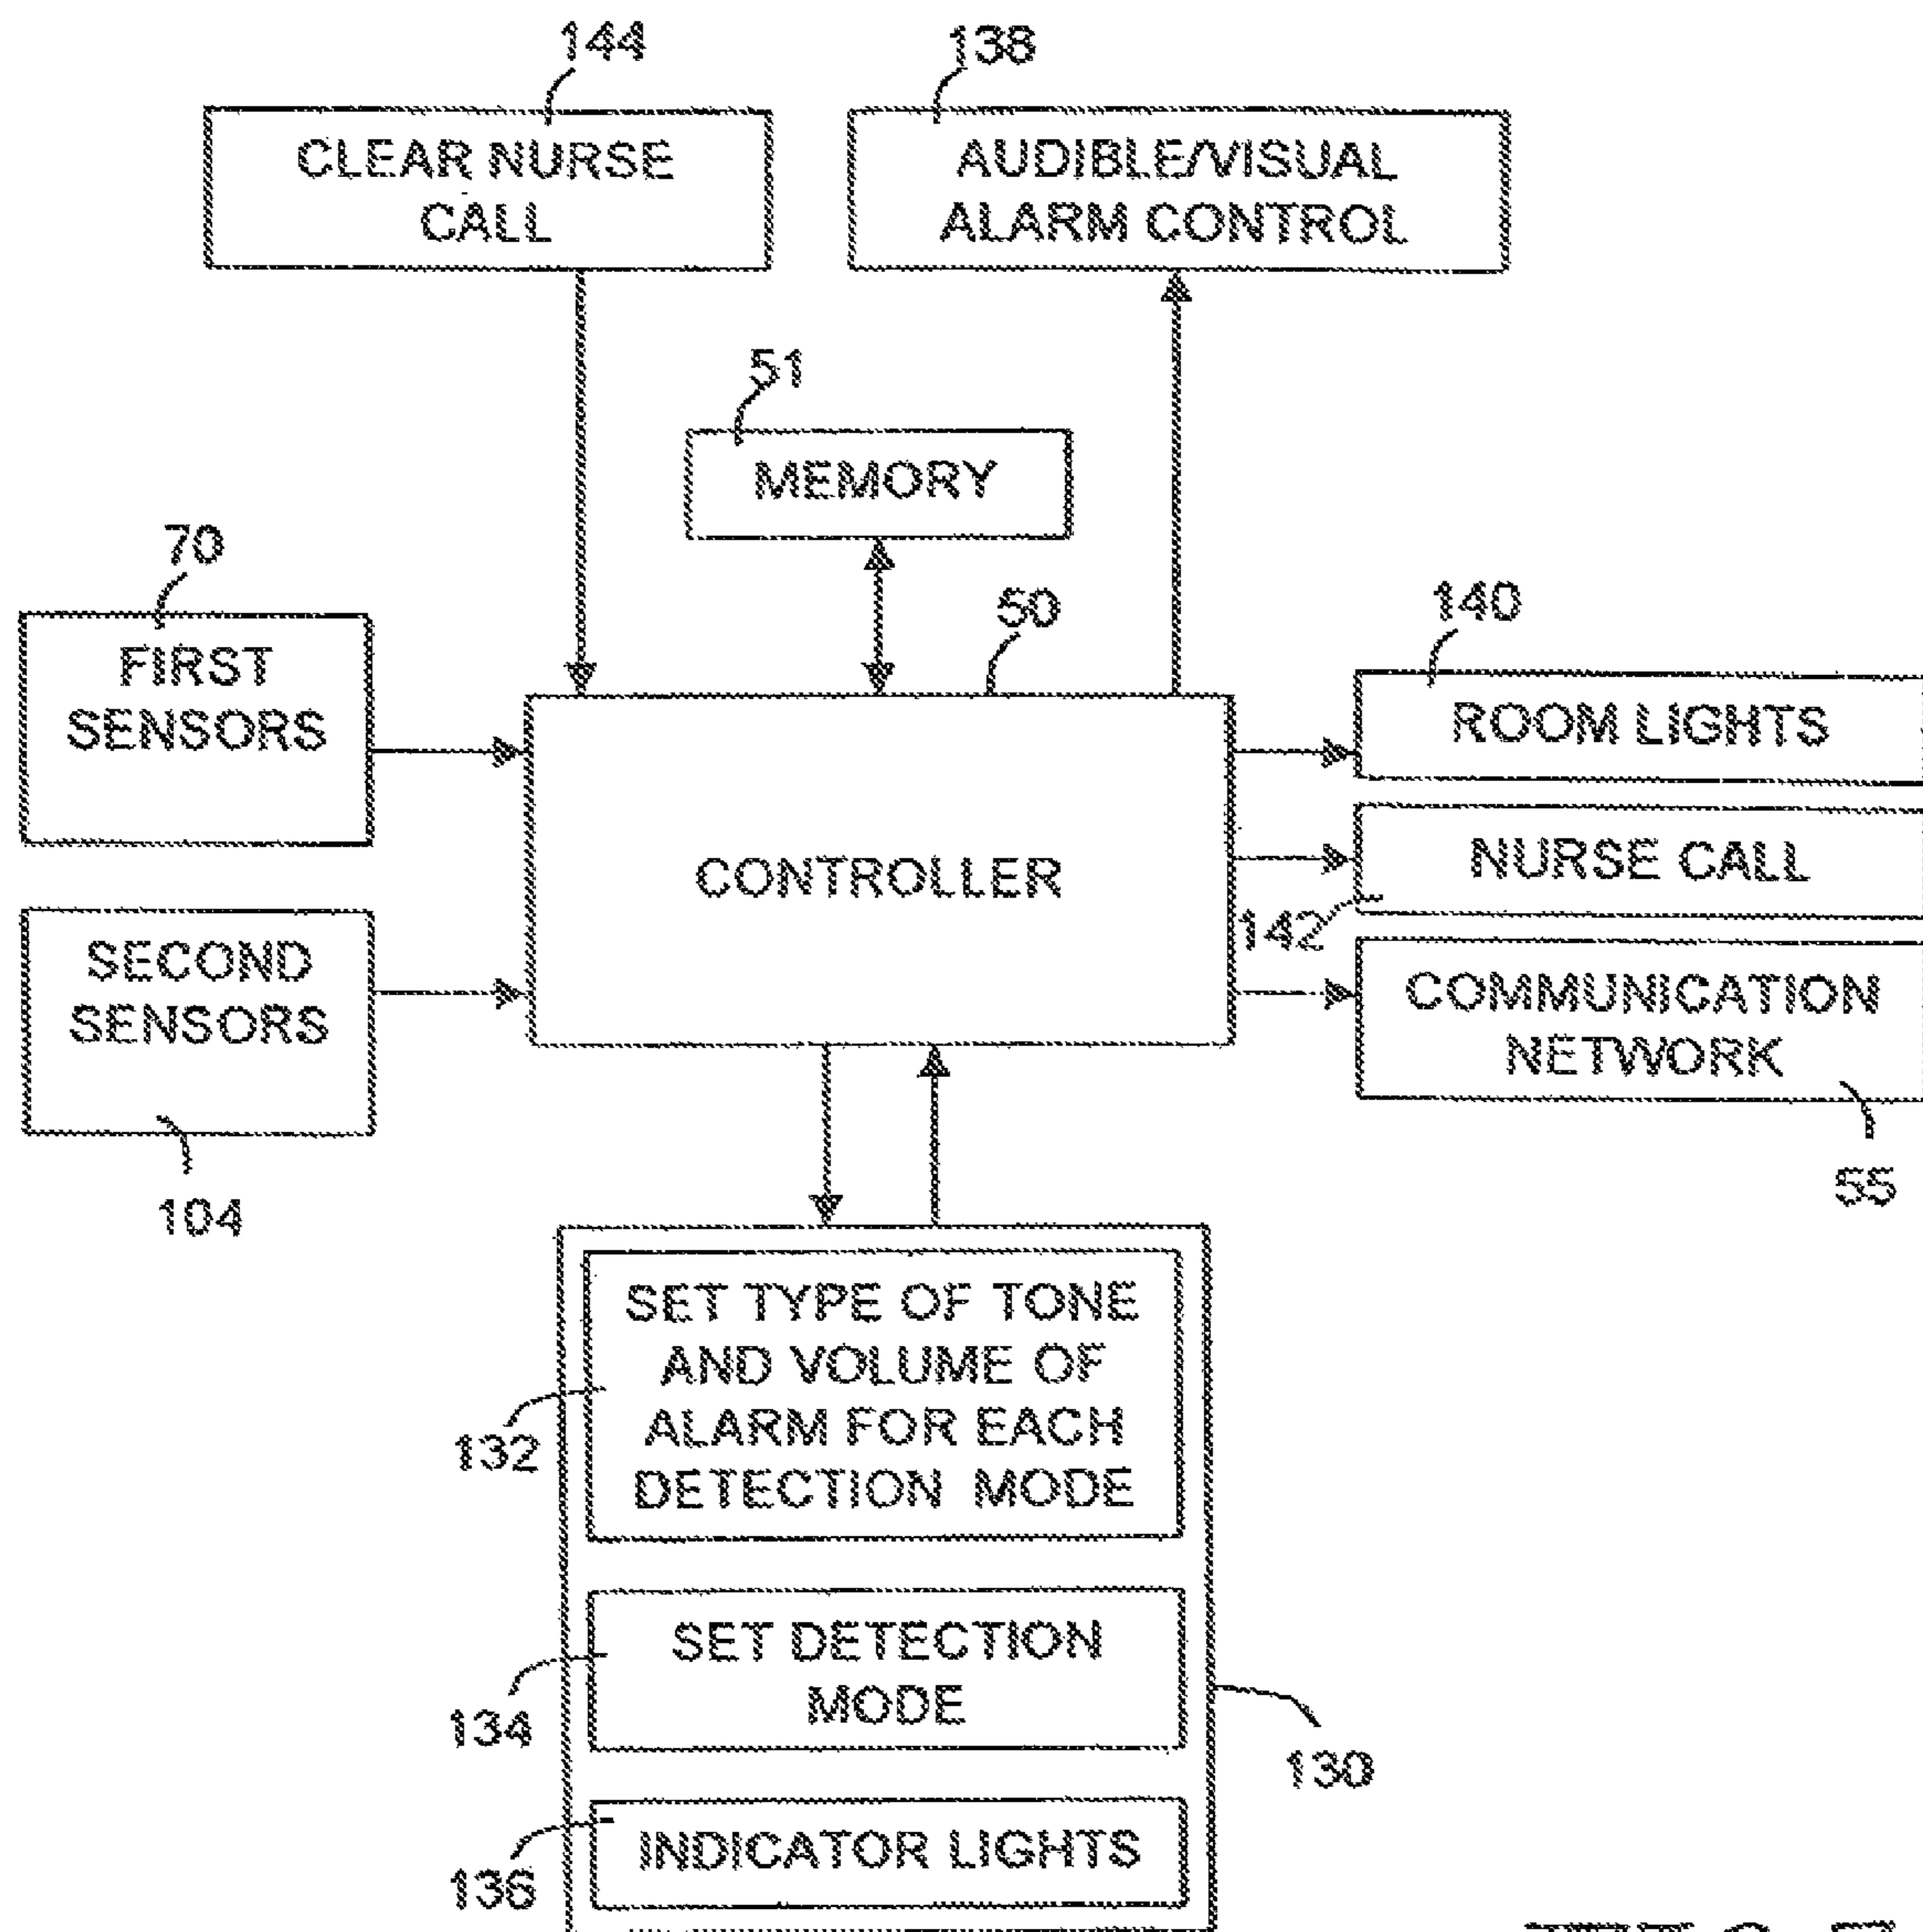 144
138
CLEAR NURSE
CALL
AUDIBLE/VISUAL
ALARM CONTROL
51
MEMORY
70
50
140
FIRST
SENSORS
ROOM LIGHTS
CONTROLLER
NURSE CALL
142
SECOND
SENSORS
COMMUNICATION
NETWORK
104
55
SET TYPE OF TONE
AND VOLUME OF
ALARM FOR EACH
DETECTION MODE
132
SET DETECTION
MODE
134
130
INDICATOR LIGHTS
136